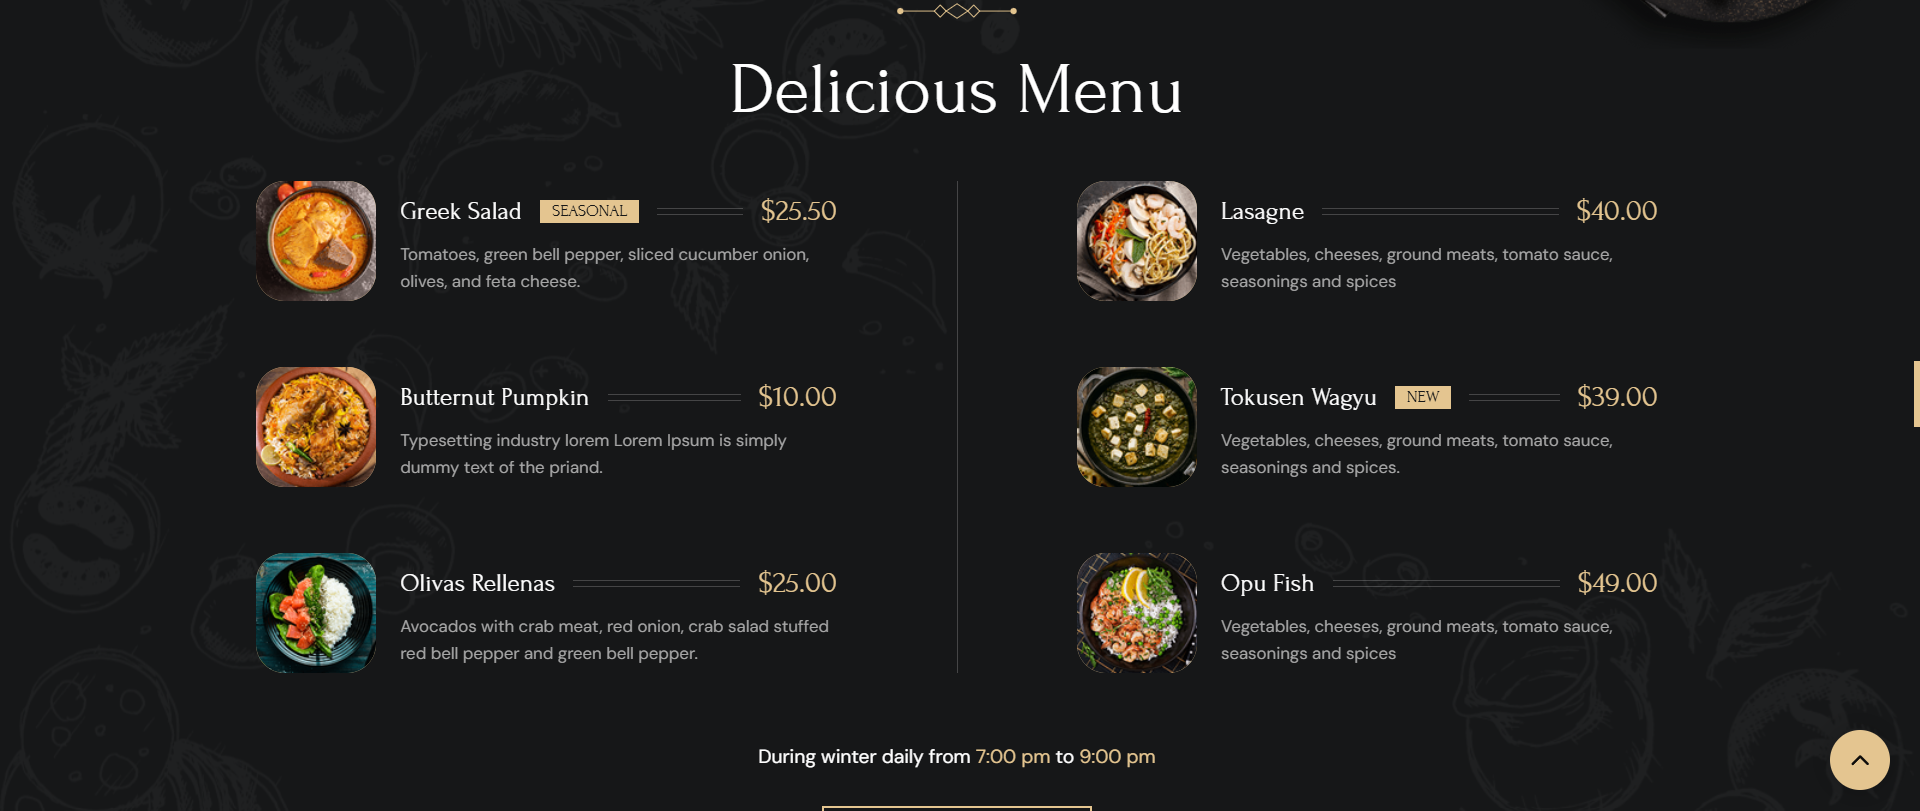 Delicious Menu
Greek Salad SEASONAL $25.50
Tomatoes, green bell pepper, sliced cucumber onion,
olives, and feta cheese.
Butternut Pumpkin $10.00
Typesetting industry lorem Lorem Ipsum is simply
dummy text of the priand.
Olivas Rellenas $25.00
Avocados with crab meat, red onion, crab salad stuffed
red bell pepper and green bell pepper.
Lasagne $40.00
Vegetables, cheeses, ground meats, tomato sauce,
seasonings and spices
Tokusen Wagyu NEW $39.00
Vegetables, cheeses, ground meats, tomato sauce,
seasonings and spices.
Opu Fish $49.00
Vegetables, cheeses, ground meats, tomato sauce,
seasonings and spices
During winter daily from 7:00 pm to 9:00 pm